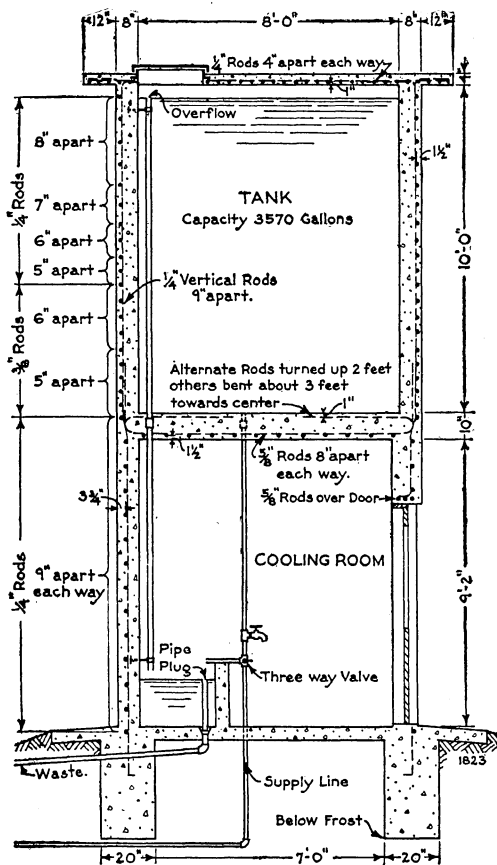 12" 8" 8'-0" 8" 12"
1/4" Rods 4" apart each way
1"
Overflow
8" apart
1 1/2"
TANK
Capacity 3570 Gallons
7" apart
1/4" Rods
6" apart
5" apart
10'-0"
1/4" Vertical Rods
9" apart.
6" apart
3/8" Rods
5" apart
Alternate Rods turned up 2 feet
others bent about 3 feet
towards center
1"
10"
1 1/2"
5/8" Rods 8" apart
each way.
3 3/4"
5/8" Rods over Door
COOLING ROOM
9" apart
each way
1/4" Rods
9'-2"
Pipe
Plug
Three way Valve
1823
Waste.
Supply Line
Below Frost
20" 7'-0" 20"